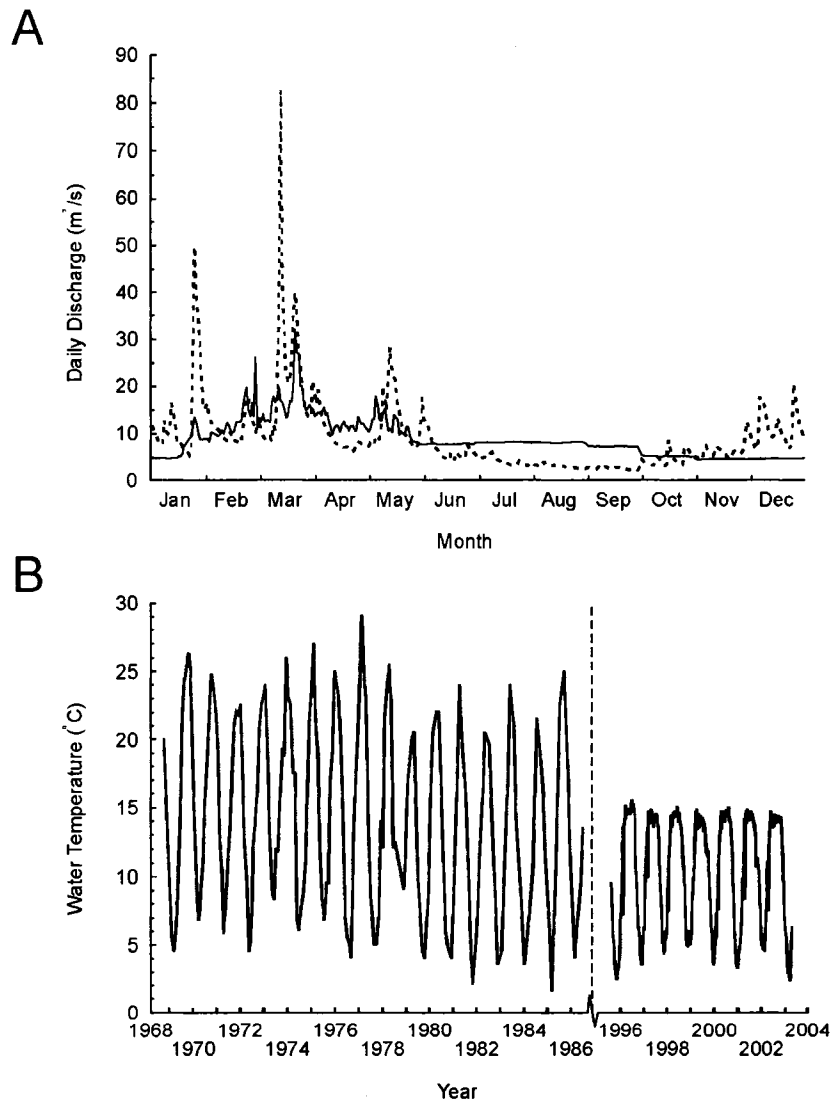 A
90
80
70
60
50
40
30
20
10
0
Daily Discharge (m³/s)
Jan Feb Mar Apr May Jun Jul Aug Sep Oct Nov Dec
Month
B
30
25
20
15
10
5
0
Water Temperature (°C)
1968 1972 1976 1980 1984 1996 2000 2004
1970 1974 1978 1982 1986 1998 2002
Year